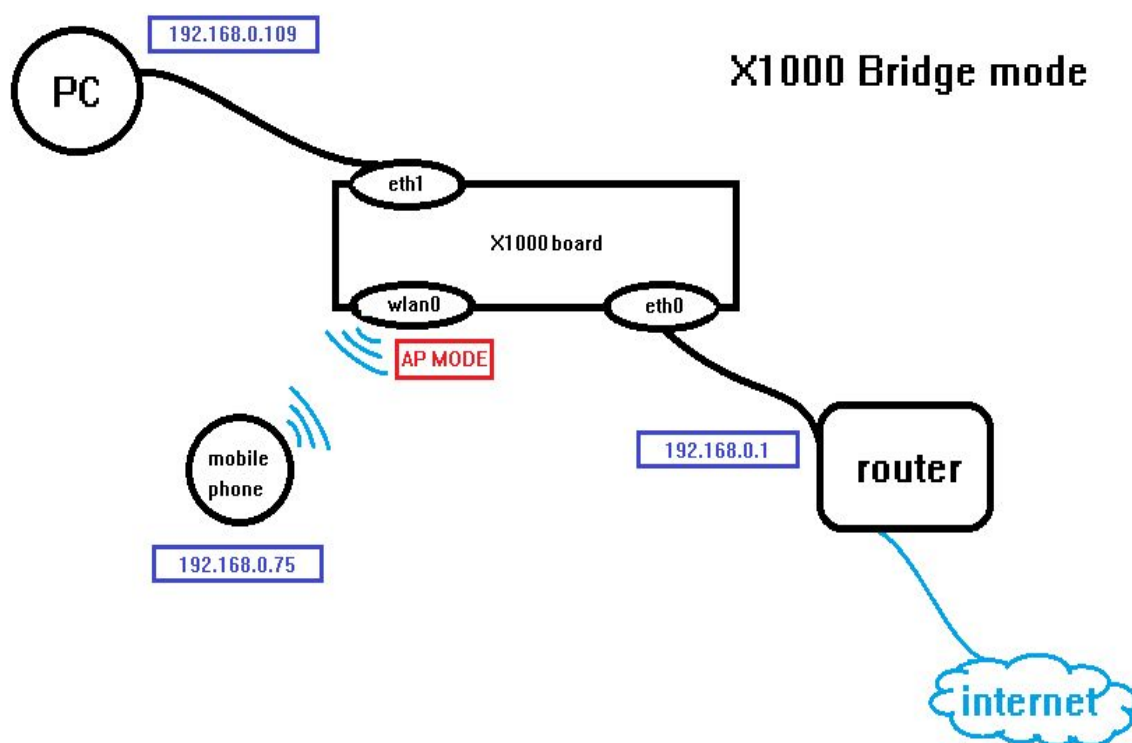 192.168.0.109
PC
X1000 Bridge mode
eth1
X1000 board
wlan0
eth0
AP MODE
192.168.0.1
router
mobile
phone
192.168.0.75
internet